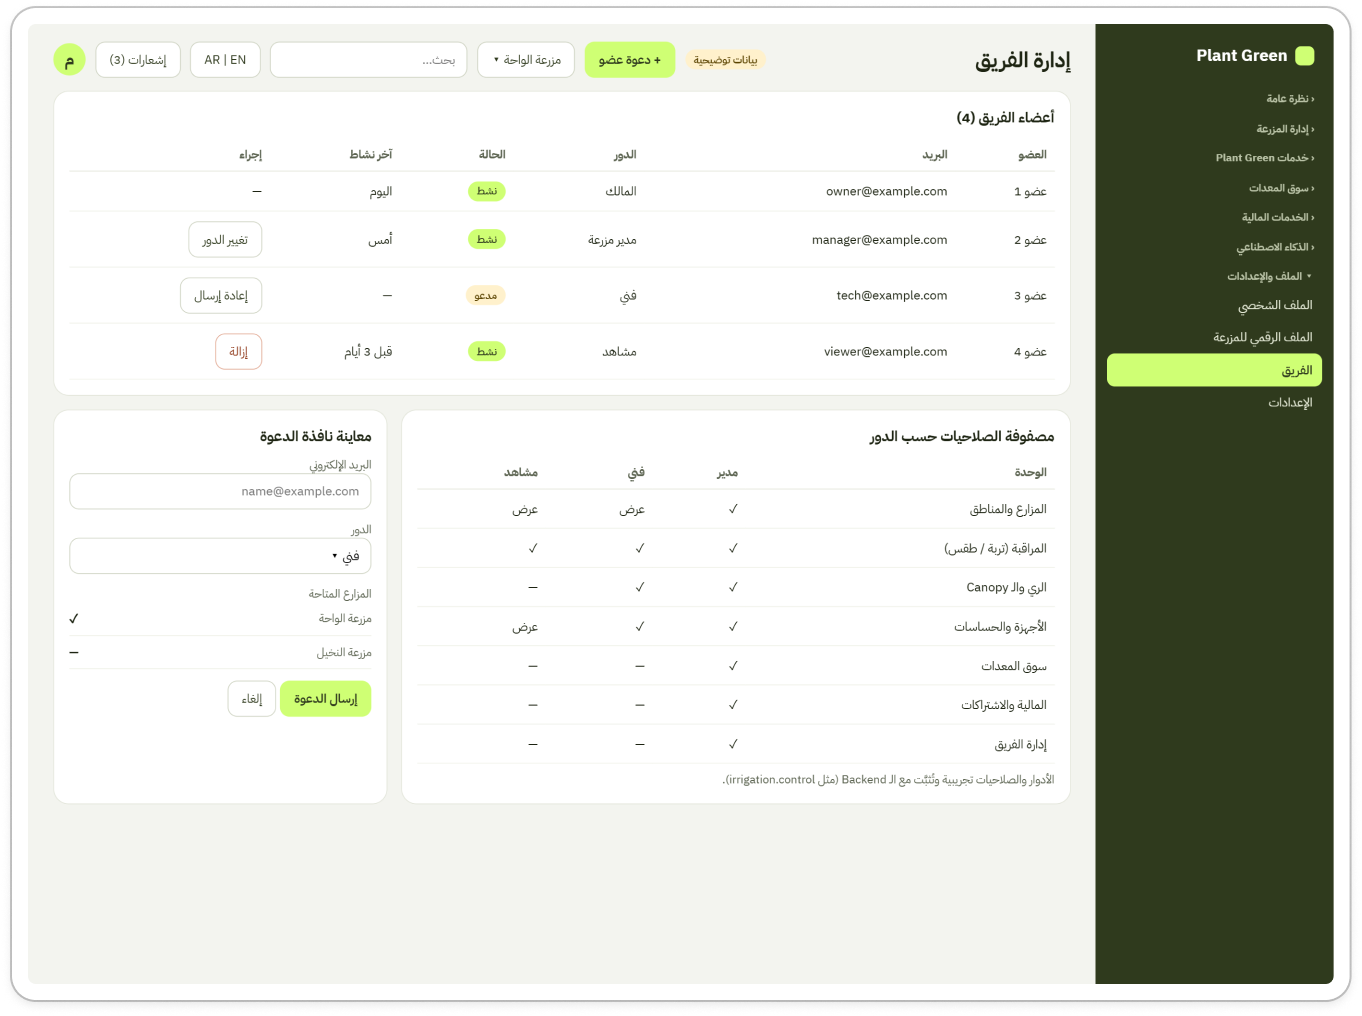 Plant Green
‹ نظرة عامة
‹ إدارة المزرعة
‹ خدمات Plant Green
‹ سوق المعدات
‹ الخدمات المالية
‹ الذكاء الاصطناعي
▾ الملف والإعدادات
الملف الشخصي
الملف الرقمي للمزرعة
الفريق
الإعدادات
إدارة الفريق
بيانات توضيحية
+ دعوة عضو
مزرعة الواحة ▾
بحث...
AR | EN
إشعارات (3)
م
أعضاء الفريق (4)
العضو البريد الدور الحالة آخر نشاط إجراء
عضو 1 owner@example.com المالك نشط اليوم —
عضو 2 manager@example.com مدير مزرعة نشط أمس تغيير الدور
عضو 3 tech@example.com فني مدعو — إعادة إرسال
عضو 4 viewer@example.com مشاهد نشط قبل 3 أيام إزالة
مصفوفة الصلاحيات حسب الدور
الوحدة مدير فني مشاهد
المزارع والمناطق ✓ عرض عرض
المراقبة (تربة / طقس) ✓ ✓ ✓
الري والـ Canopy ✓ ✓ —
الأجهزة والحساسات ✓ ✓ عرض
سوق المعدات ✓ — —
المالية والاشتراكات ✓ — —
إدارة الفريق ✓ — —
الأدوار والصلاحيات تجريبية وتُثبَّت مع الـ Backend (مثل irrigation.control).
معاينة نافذة الدعوة
البريد الإلكتروني
name@example.com
الدور
فني ▾
المزارع المتاحة
مزرعة الواحة ✓
مزرعة النخيل —
إرسال الدعوة
إلغاء